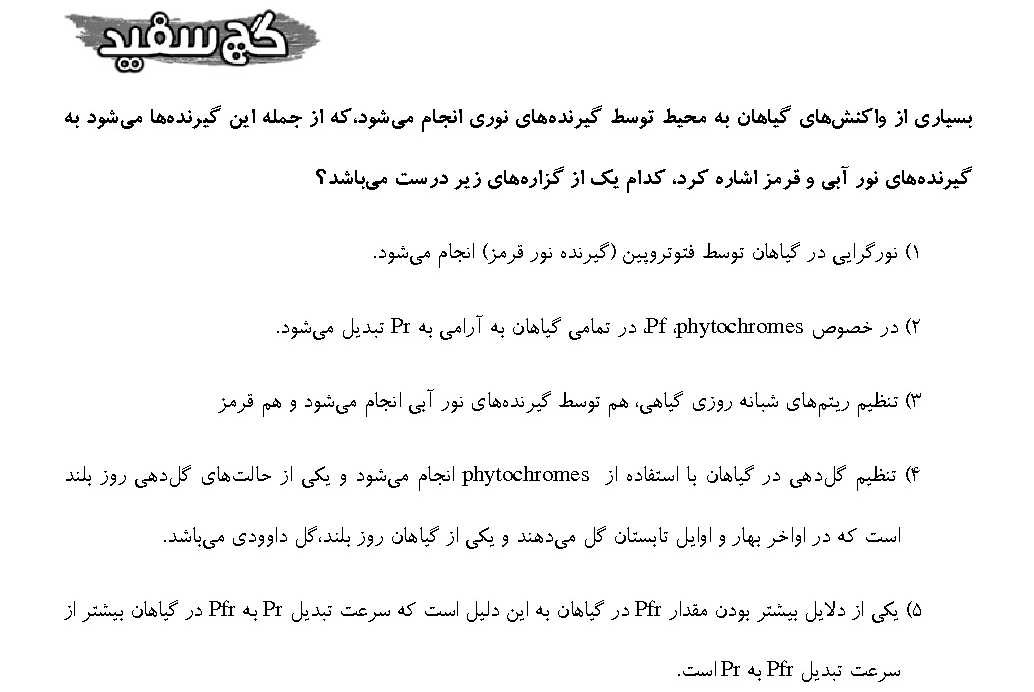 گچ سفید
بسیاری از واکنش‌های گیاهان به محیط توسط گیرنده‌های نوری انجام می‌شود،که از جمله این گیرنده‌ها می‌شود به
گیرنده‌های نور آبی و قرمز اشاره کرد، کدام یک از گزاره‌های زیر درست می‌باشد؟
۱) نورگرایی در گیاهان توسط فتوتروپین (گیرنده نور قرمز) انجام می‌شود.
۲) در خصوص phytochromes، Pf، در تمامی گیاهان به آرامی به Pr تبدیل می‌شود.
۳) تنظیم ریتم‌های شبانه روزی گیاهی، هم توسط گیرنده‌های نور آبی انجام می‌شود و هم قرمز
۴) تنظیم گل‌دهی در گیاهان با استفاده از phytochromes انجام می‌شود و یکی از حالت‌های گل‌دهی روز بلند
است که در اواخر بهار و اوایل تابستان گل می‌دهند و یکی از گیاهان روز بلند،گل داوودی می‌باشد.
۵) یکی از دلایل بیشتر بودن مقدار Pfr در گیاهان به این دلیل است که سرعت تبدیل Pr به Pfr در گیاهان بیشتر از
سرعت تبدیل Pfr به Pr است.